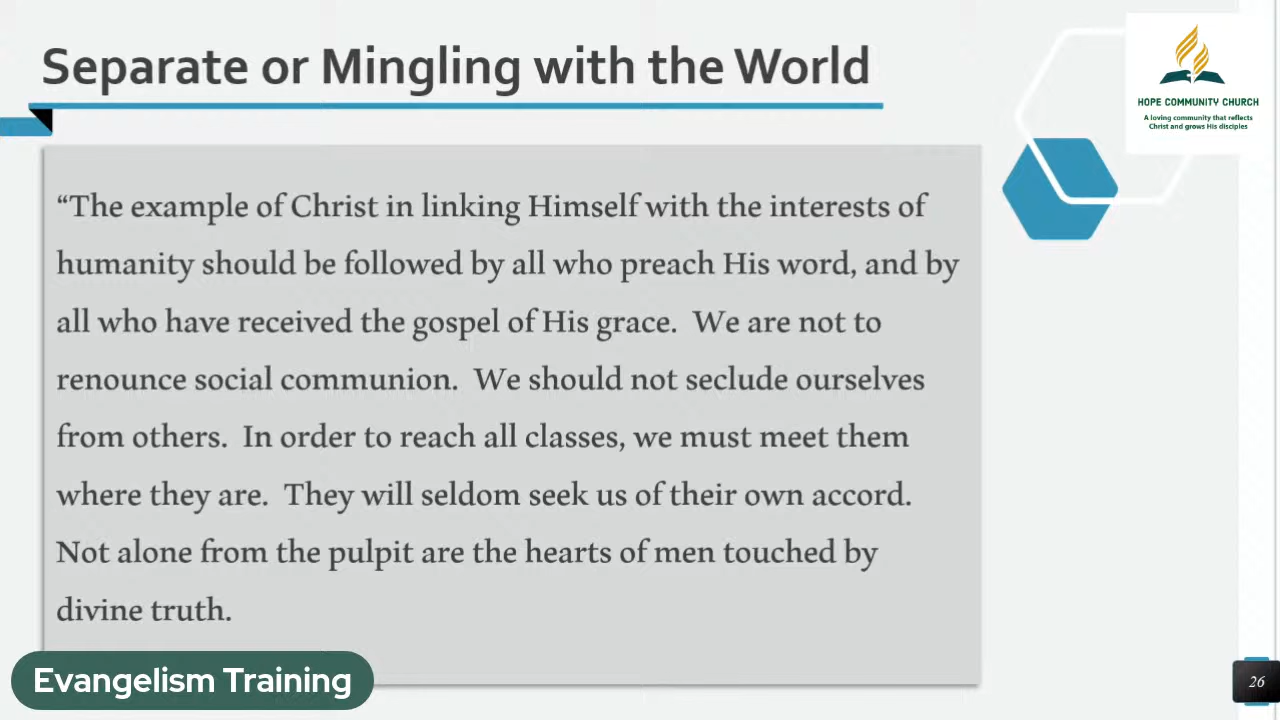 Separate or Mingling with the World
HOPE COMMUNITY CHURCH
A loving community that reflects
Christ and grows His disciples
“The example of Christ in linking Himself with the interests of
humanity should be followed by all who preach His word, and by
all who have received the gospel of His grace.  We are not to
renounce social communion.  We should not seclude ourselves
from others.  In order to reach all classes, we must meet them
where they are.  They will seldom seek us of their own accord.
Not alone from the pulpit are the hearts of men touched by
divine truth.
Evangelism Training
26